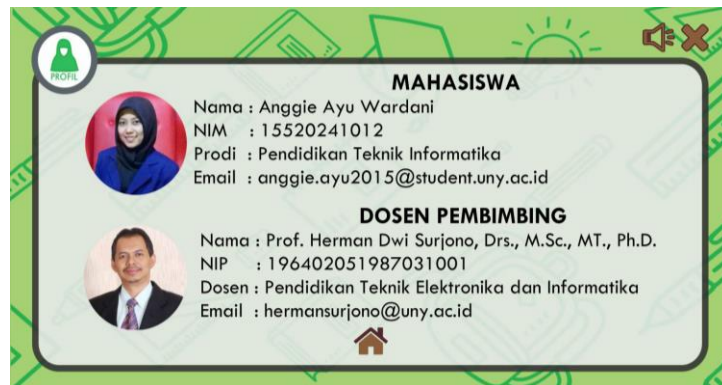 PROFIL
MAHASISWA
Nama : Anggie Ayu Wardani
NIM : 15520241012
Prodi : Pendidikan Teknik Informatika
Email : anggie.ayu2015@student.uny.ac.id
DOSEN PEMBIMBING
Nama : Prof. Herman Dwi Surjono, Drs., M.Sc., MT., Ph.D.
NIP : 196402051987031001
Dosen : Pendidikan Teknik Elektronika dan Informatika
Email : hermansurjono@uny.ac.id